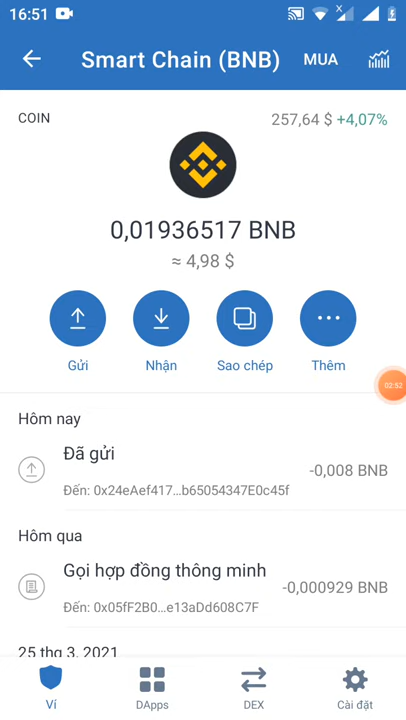 16:51
Smart Chain (BNB)
MUA
COIN
257,64 $ +4,07%
0,01936517 BNB
≈ 4,98 $
Gửi
Nhận
Sao chép
Thêm
02:52
Hôm nay
Đã gửi
-0,008 BNB
Đến: 0x24eAef417...b65054347E0c45f
Hôm qua
Gọi hợp đồng thông minh
-0,000929 BNB
Đến: 0x05fF2B0...e13aDd608C7F
25 thg 3, 2021
Ví
DApps
DEX
Cài đặt